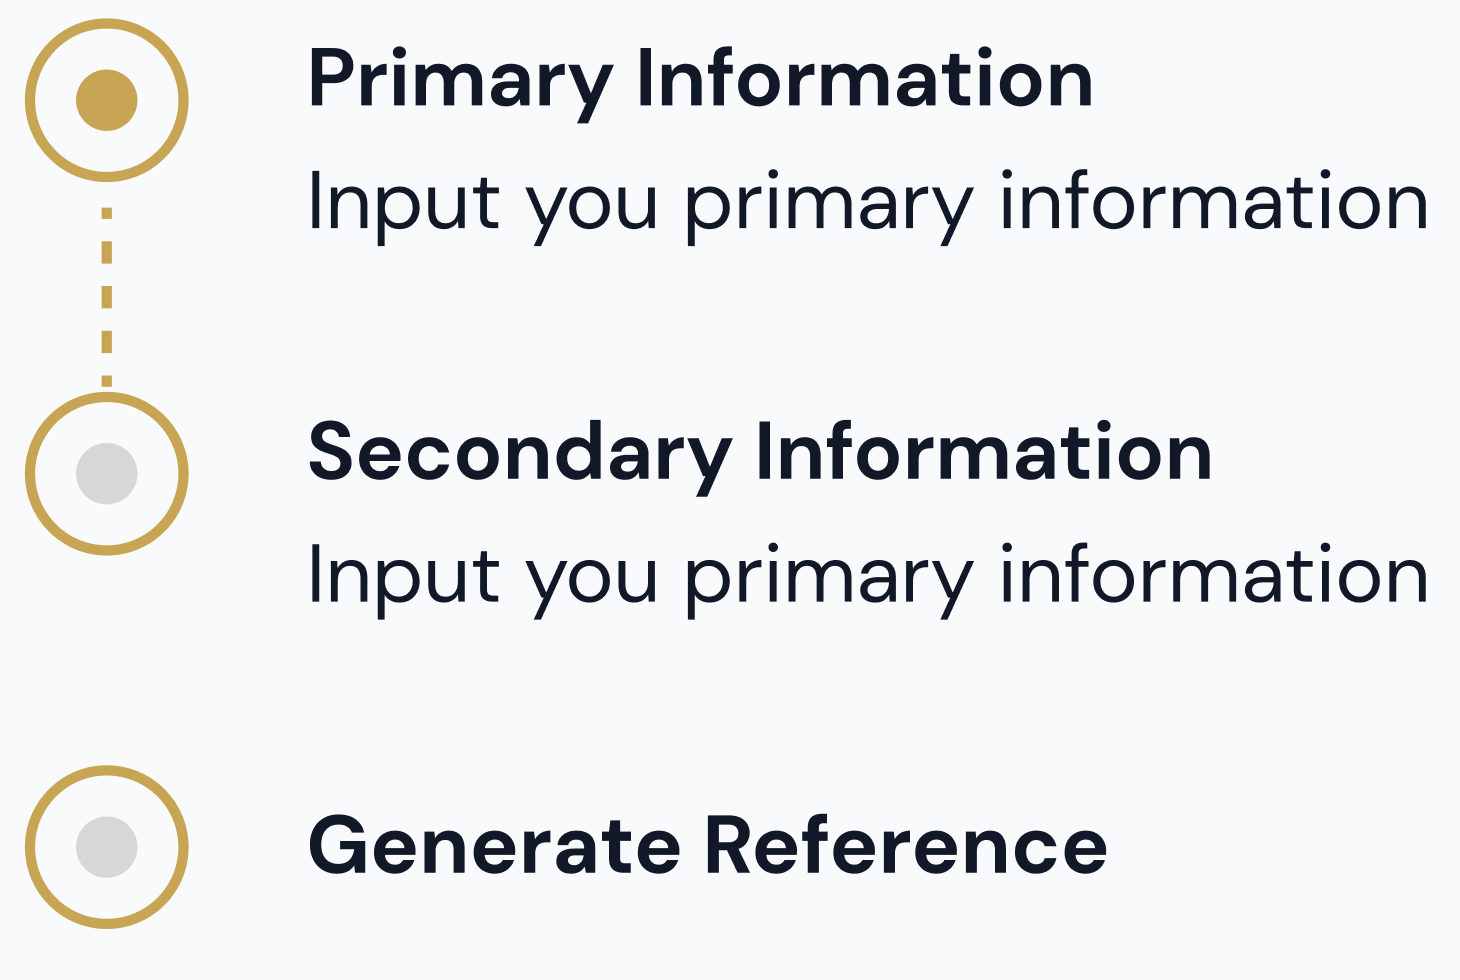 Primary Information
Input you primary information
Secondary Information
Input you primary information
Generate Reference